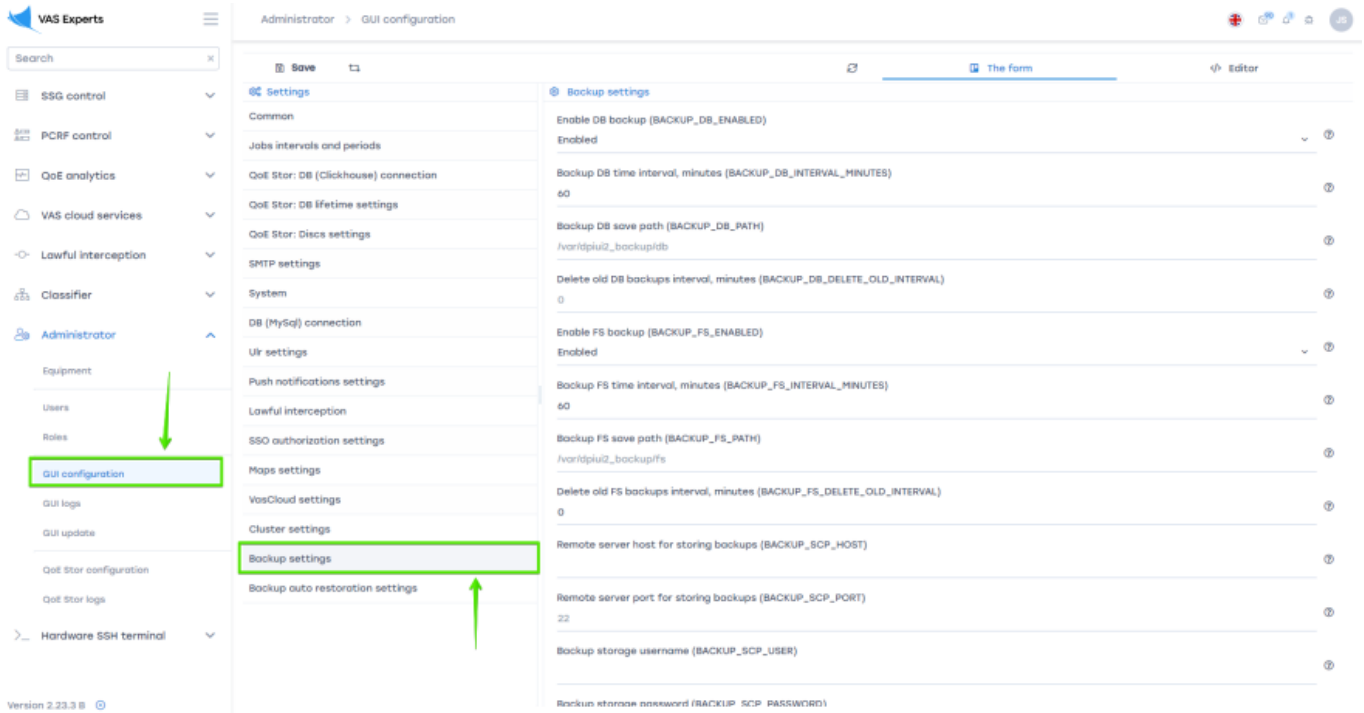 VAS Experts
Administrator > GUI configuration
JS
Search
Save
The form
</> Editor
SSG control
PCRF control
QoE analytics
VAS cloud services
Lawful interception
Classifier
Administrator
Equipment
Users
Roles
GUI configuration
GUI logs
GUI update
QoE Stor configuration
QoE Stor logs
Hardware SSH terminal
Version 2.23.3 B
Settings
Common
Jobs intervals and periods
QoE Stor: DB (Clickhouse) connection
QoE Stor: DB lifetime settings
QoE Stor: Discs settings
SMTP settings
System
DB (MySql) connection
Ulr settings
Push notifications settings
Lawful interception
SSO authorization settings
Maps settings
VasCloud settings
Cluster settings
Backup settings
Backup auto restoration settings
Backup settings
Enable DB backup (BACKUP_DB_ENABLED)
Enabled
Backup DB time interval, minutes (BACKUP_DB_INTERVAL_MINUTES)
60
Backup DB save path (BACKUP_DB_PATH)
/var/dpiui2_backup/db
Delete old DB backups interval, minutes (BACKUP_DB_DELETE_OLD_INTERVAL)
0
Enable FS backup (BACKUP_FS_ENABLED)
Enabled
Backup FS time interval, minutes (BACKUP_FS_INTERVAL_MINUTES)
60
Backup FS save path (BACKUP_FS_PATH)
/var/dpiui2_backup/fs
Delete old FS backups interval, minutes (BACKUP_FS_DELETE_OLD_INTERVAL)
0
Remote server host for storing backups (BACKUP_SCP_HOST)
Remote server port for storing backups (BACKUP_SCP_PORT)
22
Backup storage username (BACKUP_SCP_USER)
Backup storage password (BACKUP_SCP_PASSWORD)